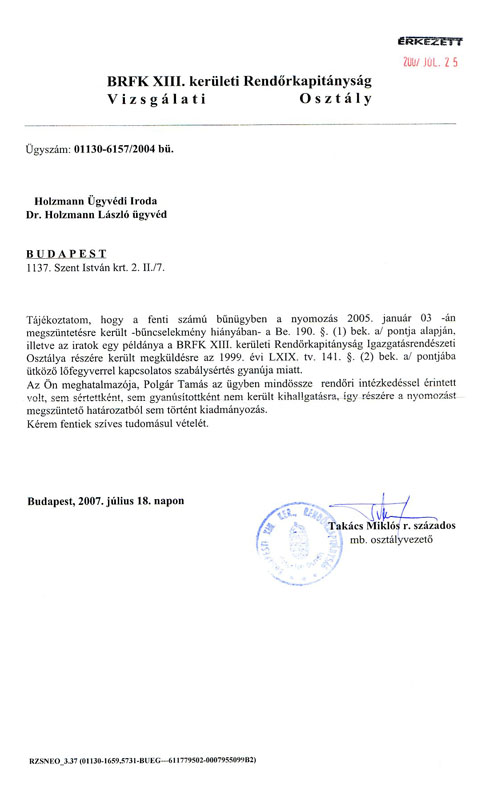 ÉRKEZETT
2007 JÚL. 25
BRFK XIII. kerületi Rendőrkapitányság
Vizsgálati Osztály
Ügyszám: 01130-6157/2004 bü.
Holzmann Ügyvédi Iroda
Dr. Holzmann László ügyvéd
BUDAPEST
1137. Szent István krt. 2. II./7.
Tájékoztatom, hogy a fenti számú bűnügyben a nyomozás 2005. január 03 -án
megszüntetésre került -bűncselekmény hiányában- a Be. 190. §. (1) bek. a/ pontja alapján,
illetve az iratok egy példánya a BRFK XIII. kerületi Rendőrkapitányság Igazgatásrendészeti
Osztálya részére került megküldésre az 1999. évi LXIX. tv. 141. §. (2) bek. a/ pontjába
ütköző lőfegyverrel kapcsolatos szabálysértés gyanúja miatt.
Az Ön meghatalmazója, Polgár Tamás az ügyben mindössze rendőri intézkedéssel érintett
volt, sem sértettként, sem gyanúsítottként nem került kihallgatásra, így részére a nyomozást
megszüntető határozatból sem történt kiadmányozás.
Kérem fentiek szíves tudomásul vételét.
Budapest, 2007. július 18. napon
Takács Miklós r. százados
mb. osztályvezető
RZSNEO_3.37 (01130-1659,5731-BUEG—611779502-0007955099B2)